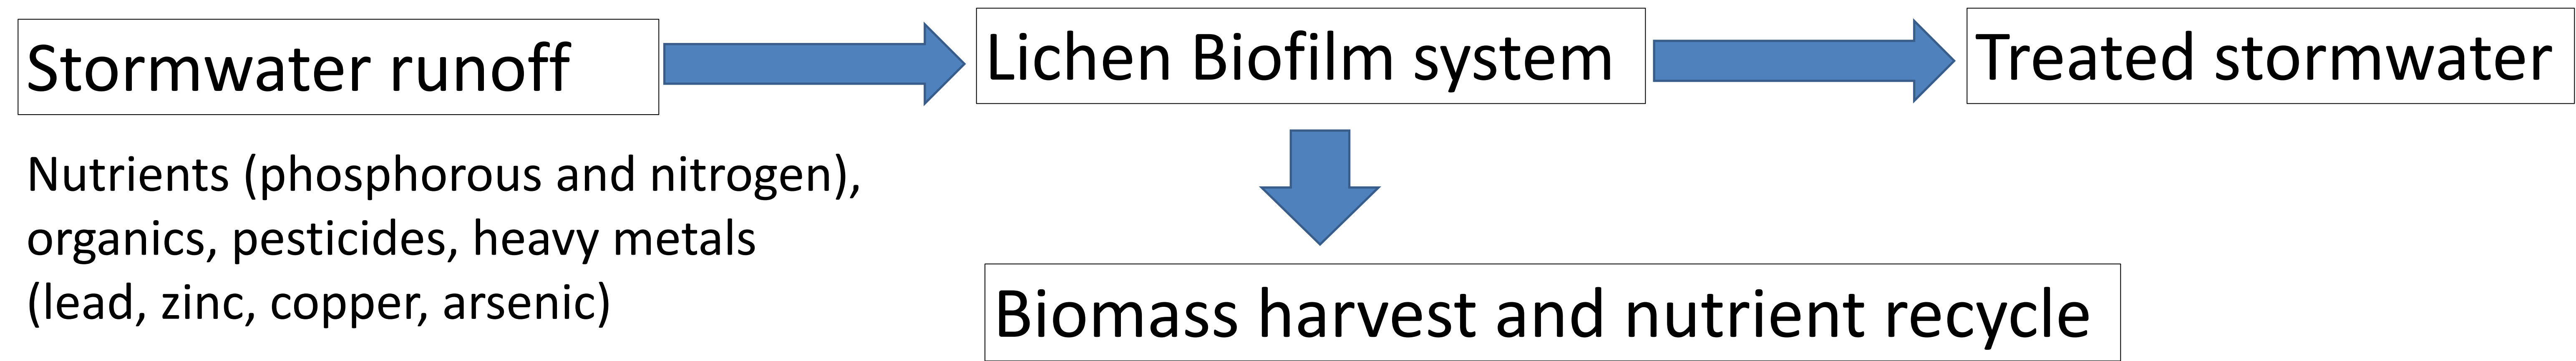 Stormwater runoff
Lichen Biofilm system
Treated stormwater
Nutrients (phosphorous and nitrogen),
organics, pesticides, heavy metals
(lead, zinc, copper, arsenic)
Biomass harvest and nutrient recycle